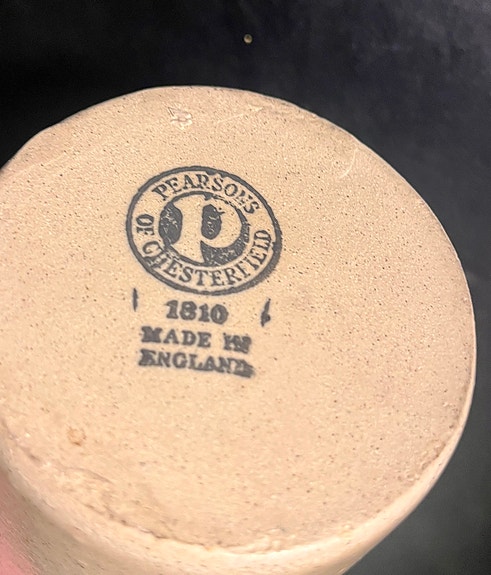 PEARSONS
OF CHESTERFIELD
P
1810
MADE IN
ENGLAND